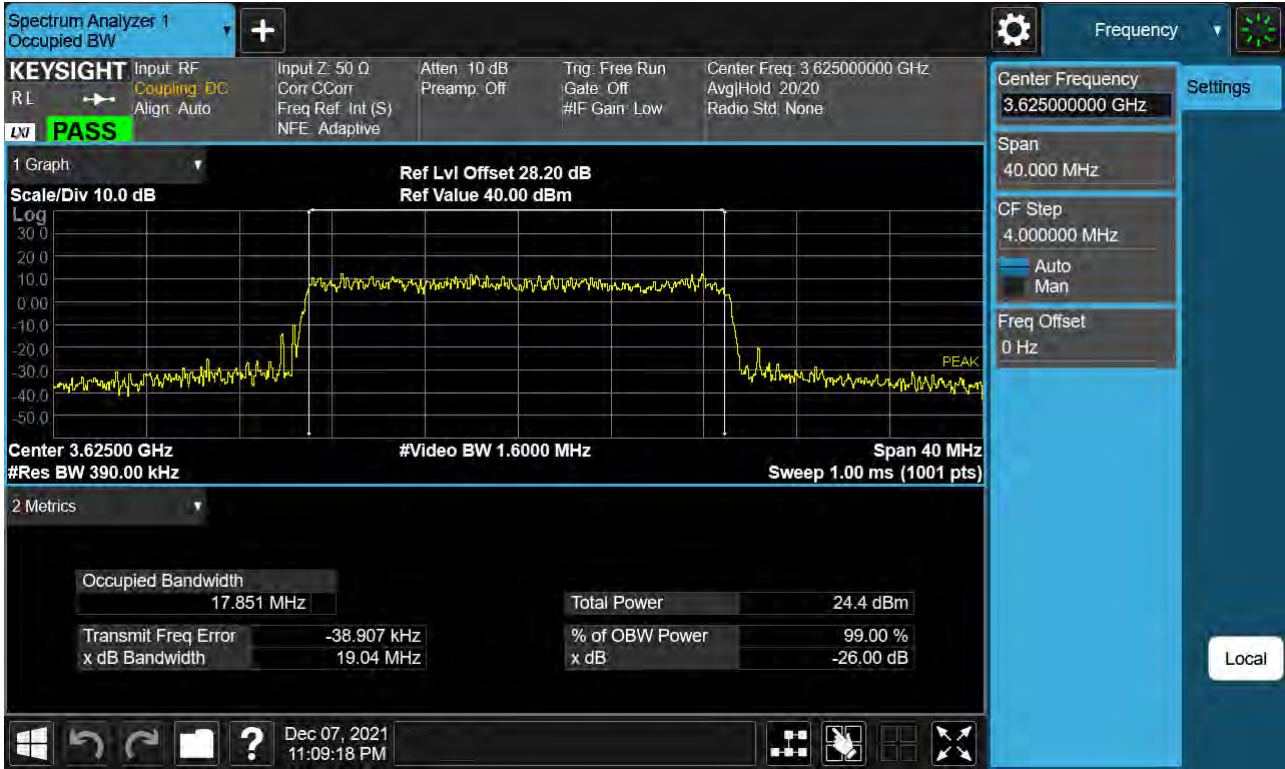 Spectrum Analyzer 1
Occupied BW
Frequency
KEYSIGHT
RL
LXI
PASS
Input: RF
Coupling: DC
Align: Auto
Input Z: 50 Ω
Corr CCorr
Freq Ref: Int (S)
NFE: Adaptive
Atten: 10 dB
Preamp: Off
Trig: Free Run
Gate: Off
#IF Gain: Low
Center Freq: 3.625000000 GHz
Avg|Hold: 20/20
Radio Std: None
1 Graph
Scale/Div 10.0 dB
Ref Lvl Offset 28.20 dB
Ref Value 40.00 dBm
Log
30.0
20.0
10.0
0.00
-10.0
-20.0
-30.0
-40.0
-50.0
PEAK
Center 3.62500 GHz
#Video BW 1.6000 MHz
Span 40 MHz
#Res BW 390.00 kHz
Sweep 1.00 ms (1001 pts)
2 Metrics
Occupied Bandwidth
17.851 MHz
Transmit Freq Error -38.907 kHz
x dB Bandwidth 19.04 MHz
Total Power 24.4 dBm
% of OBW Power 99.00 %
x dB -26.00 dB
Center Frequency
3.625000000 GHz
Span
40.000 MHz
CF Step
4.000000 MHz
Auto
Man
Freq Offset
0 Hz
Settings
Local
?
Dec 07, 2021
11:09:18 PM